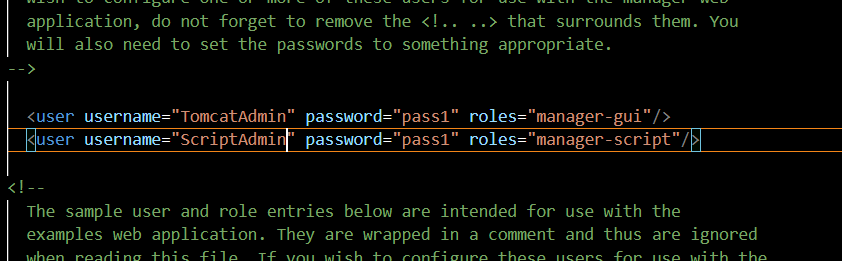 wish to configure one or more of these users for use with the manager web
application, do not forget to remove the <!.. ..> that surrounds them. You
will also need to set the passwords to something appropriate.
-->
<user username="TomcatAdmin" password="pass1" roles="manager-gui"/>
<user username="ScriptAdmin" password="pass1" roles="manager-script"/>
<!--
The sample user and role entries below are intended for use with the
examples web application. They are wrapped in a comment and thus are ignored
when reading this file. If you wish to configure these users for use with the